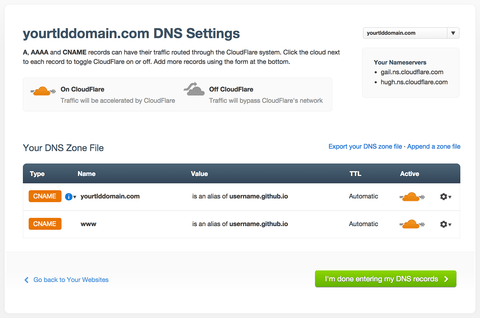 yourtlddomain.com DNS Settings
yourtlddomain.com
A, AAAA and CNAME records can have their traffic routed through the CloudFlare system. Click the cloud next
to each record to toggle CloudFlare on or off. Add more records using the form at the bottom.
Your Nameservers
• gail.ns.cloudflare.com
• hugh.ns.cloudflare.com
On CloudFlare
Traffic will be accelerated by CloudFlare
Off CloudFlare
Traffic will bypass CloudFlare's network
Your DNS Zone File
Export your DNS zone file · Append a zone file
Type Name Value TTL Active
CNAME yourtlddomain.com is an alias of username.github.io Automatic
CNAME www is an alias of username.github.io Automatic
Go back to Your Websites
I'm done entering my DNS records